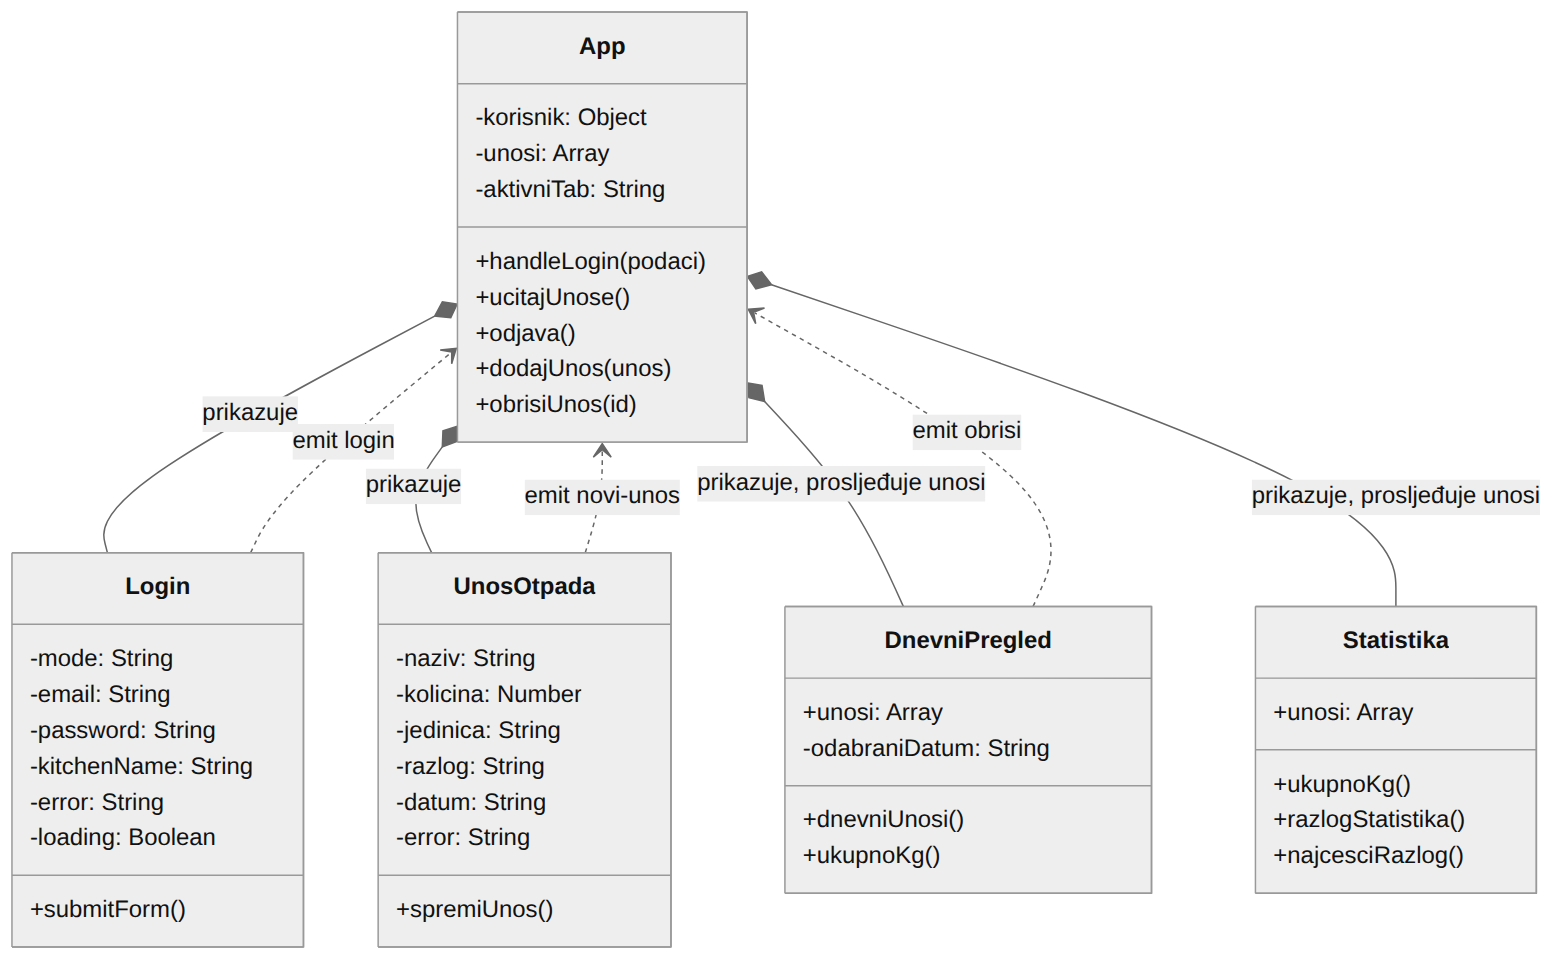 App
-korisnik: Object
-unosi: Array
-aktivniTab: String
+handleLogin(podaci)
+ucitajUnose()
+odjava()
+dodajUnos(unos)
+obrisiUnos(id)
prikazuje
emit login
prikazuje
emit novi-unos
prikazuje, prosljeđuje unosi
emit obrisi
prikazuje, prosljeđuje unosi
Login
-mode: String
-email: String
-password: String
-kitchenName: String
-error: String
-loading: Boolean
+submitForm()
UnosOtpada
-naziv: String
-kolicina: Number
-jedinica: String
-razlog: String
-datum: String
-error: String
+spremiUnos()
DnevniPregled
+unosi: Array
-odabraniDatum: String
+dnevniUnosi()
+ukupnoKg()
Statistika
+unosi: Array
+ukupnoKg()
+razlogStatistika()
+najcesciRazlog()